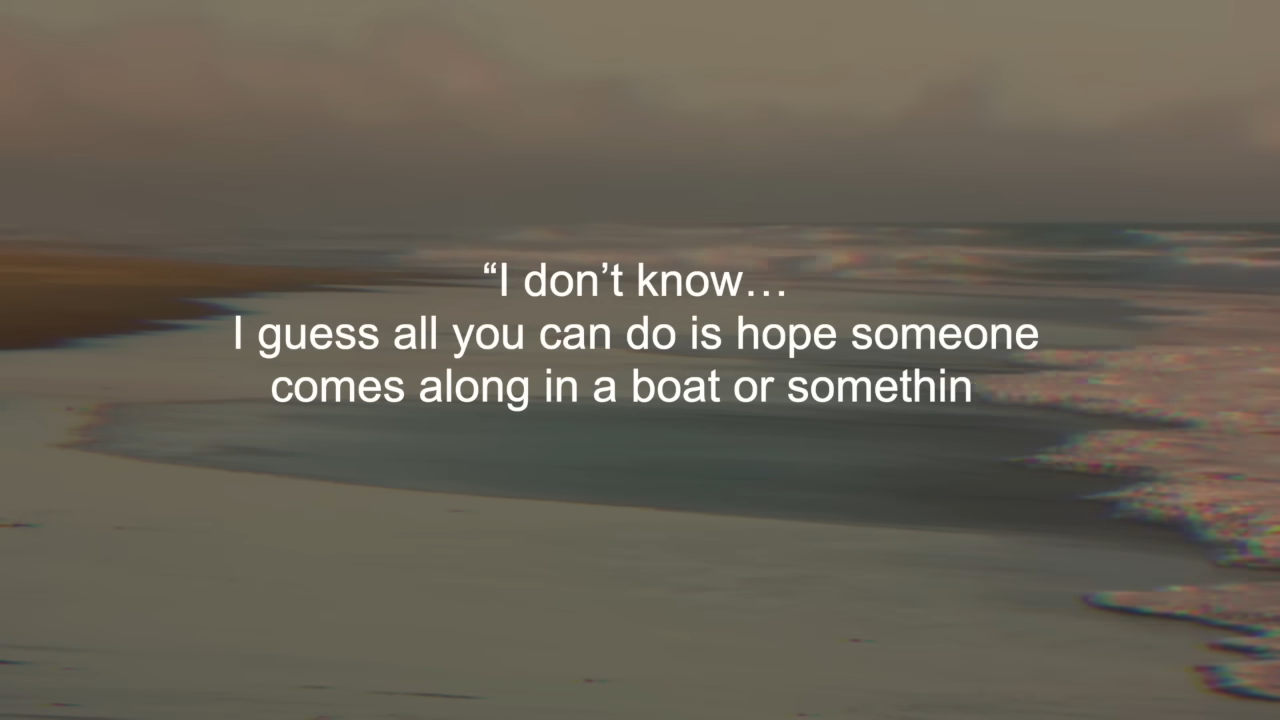 “I don’t know…
I guess all you can do is hope someone
comes along in a boat or somethin